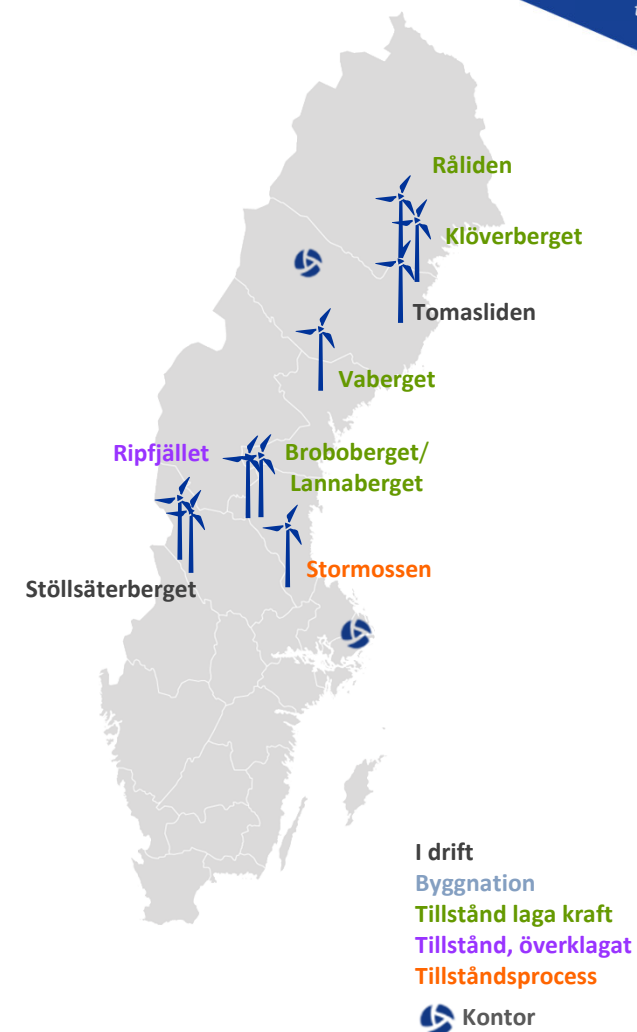 Råliden
Klöverberget
Tomasliden
Vaberget
Ripfjället
Broboberget/
Lannaberget
Stormossen
Stöllsäterberget
I drift
Byggnation
Tillstånd laga kraft
Tillstånd, överklagat
Tillståndsprocess
Kontor